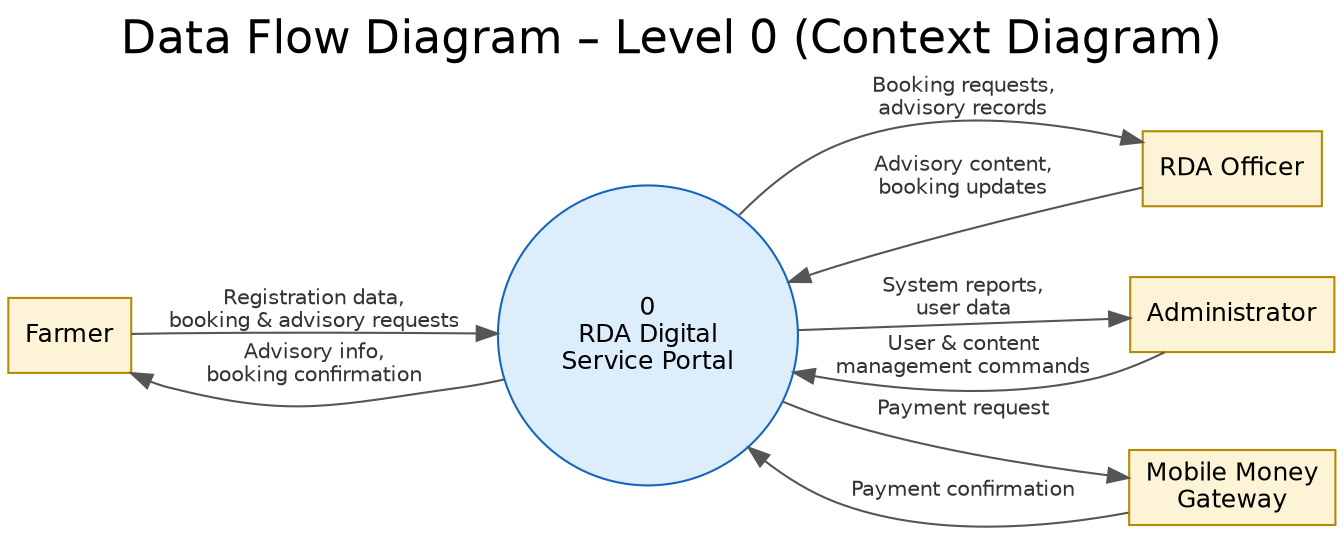 Data Flow Diagram – Level 0 (Context Diagram)
Booking requests,
advisory records
RDA Officer
Advisory content,
booking updates
Farmer
Registration data,
booking & advisory requests
Advisory info,
booking confirmation
0
RDA Digital
Service Portal
System reports,
user data
Administrator
User & content
management commands
Payment request
Mobile Money
Gateway
Payment confirmation